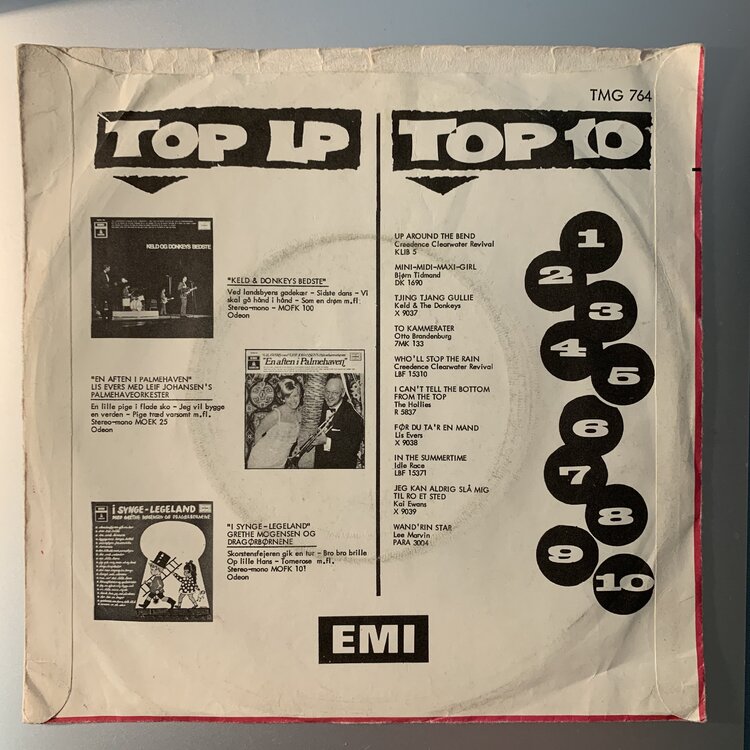 TMG 764
TOP LP
KELD OG DONKEYS BEDSTE
"KELD & DONKEYS BEDSTE"
Ved landsbyens gadekær - Sidste dans - Vi
skal gå hånd i hånd - Som en drøm m.fl.
Stereo-mono - MOFK 100
Odeon
"En aften i Palmehaven"
"EN AFTEN I PALMEHAVEN"
LIS EVERS MED LEIF JOHANSEN'S
PALMEHAVEORKESTER
En lille pige i flade sko - Jeg vil bygge
en verden - Pige træd varsomt m.fl.
Stereo-mono MOEK 25
Odeon
i SYNGE-LEGELAND
MED GRETHE MOGENSEN OG DRAGØRBØRNENE
"I SYNGE-LEGELAND"
GRETHE MOGENSEN OG
DRAGØRBØRNENE
Skorstensfejeren gik en tur - Bro bro brille
Op lille Hans - Tornerose m.fl.
Stereo-mono MOFK 101
Odeon
TOP 10
UP AROUND THE BEND
Creedence Clearwater Revival
KLIB 5
MINI-MIDI-MAXI-GIRL
Bjørn Tidmand
DK 1690
TJING TJANG GULLIE
Keld & The Donkeys
X 9037
TO KAMMERATER
Otto Brandenburg
7MK 133
WHO'LL STOP THE RAIN
Creedence Clearwater Revival
LBF 15310
I CAN'T TELL THE BOTTOM
FROM THE TOP
The Hollies
R 5837
FØR DU TA'R EN MAND
Lis Evers
X 9038
IN THE SUMMERTIME
Idle Race
LBF 15371
JEG KAN ALDRIG SLÅ MIG
TIL RO ET STED
Kai Ewans
X 9039
WAND'RIN STAR
Lee Marvin
PARA 3004
1
2
3
4
5
6
7
8
9
10
EMI